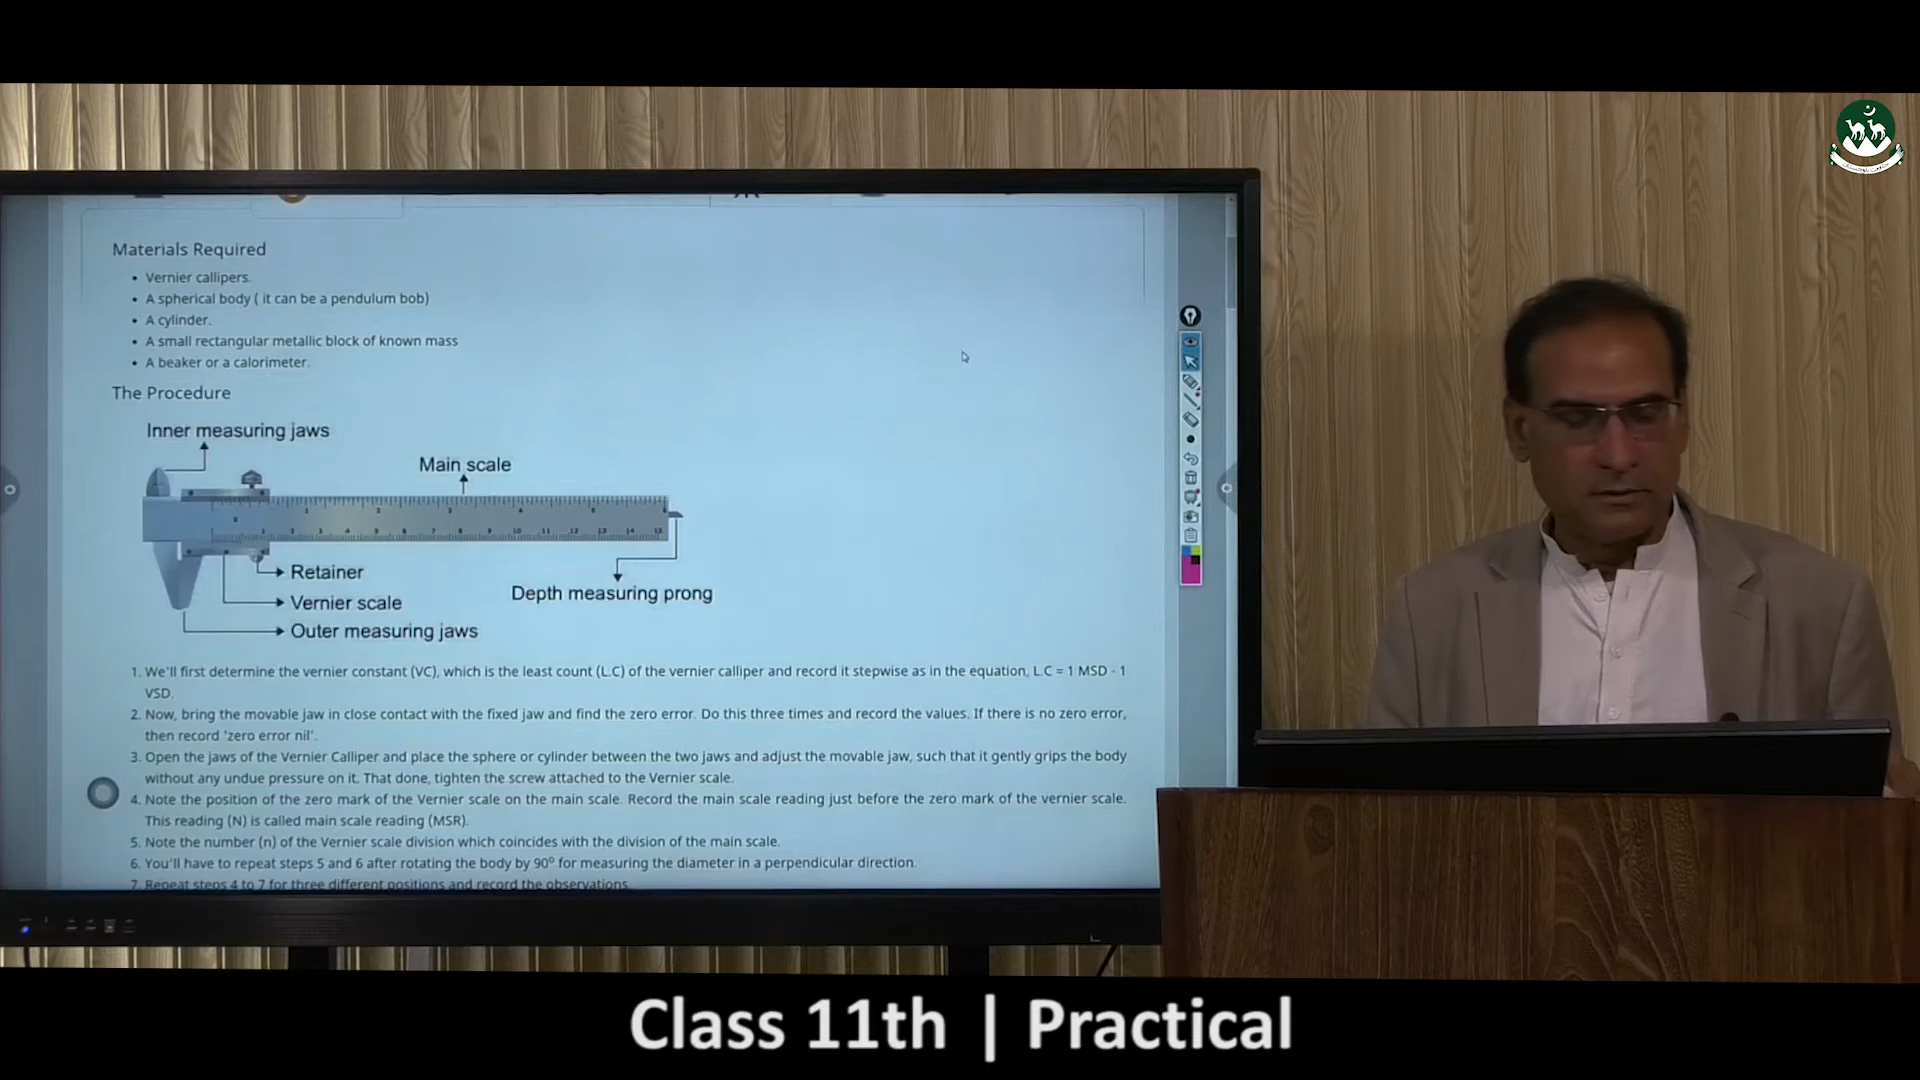 Materials Required
• Vernier callipers.
• A spherical body ( it can be a pendulum bob)
• A cylinder.
• A small rectangular metallic block of known mass
• A beaker or a calorimeter.
The Procedure
Inner measuring jaws
Main scale
Retainer
Depth measuring prong
Vernier scale
Outer measuring jaws
1. We'll first determine the vernier constant (VC), which is the least count (L.C) of the vernier calliper and record it stepwise as in the equation, L.C = 1 MSD - 1
VSD.
2. Now, bring the movable jaw in close contact with the fixed jaw and find the zero error. Do this three times and record the values. If there is no zero error,
then record 'zero error nil'.
3. Open the jaws of the Vernier Calliper and place the sphere or cylinder between the two jaws and adjust the movable jaw, such that it gently grips the body
without any undue pressure on it. That done, tighten the screw attached to the Vernier scale.
4. Note the position of the zero mark of the Vernier scale on the main scale. Record the main scale reading just before the zero mark of the vernier scale.
This reading (N) is called main scale reading (MSR).
5. Note the number (n) of the Vernier scale division which coincides with the division of the main scale.
6. You'll have to repeat steps 5 and 6 after rotating the body by 90º for measuring the diameter in a perpendicular direction.
7. Repeat steps 4 to 7 for three different positions and record the observations.
Class 11th | Practical